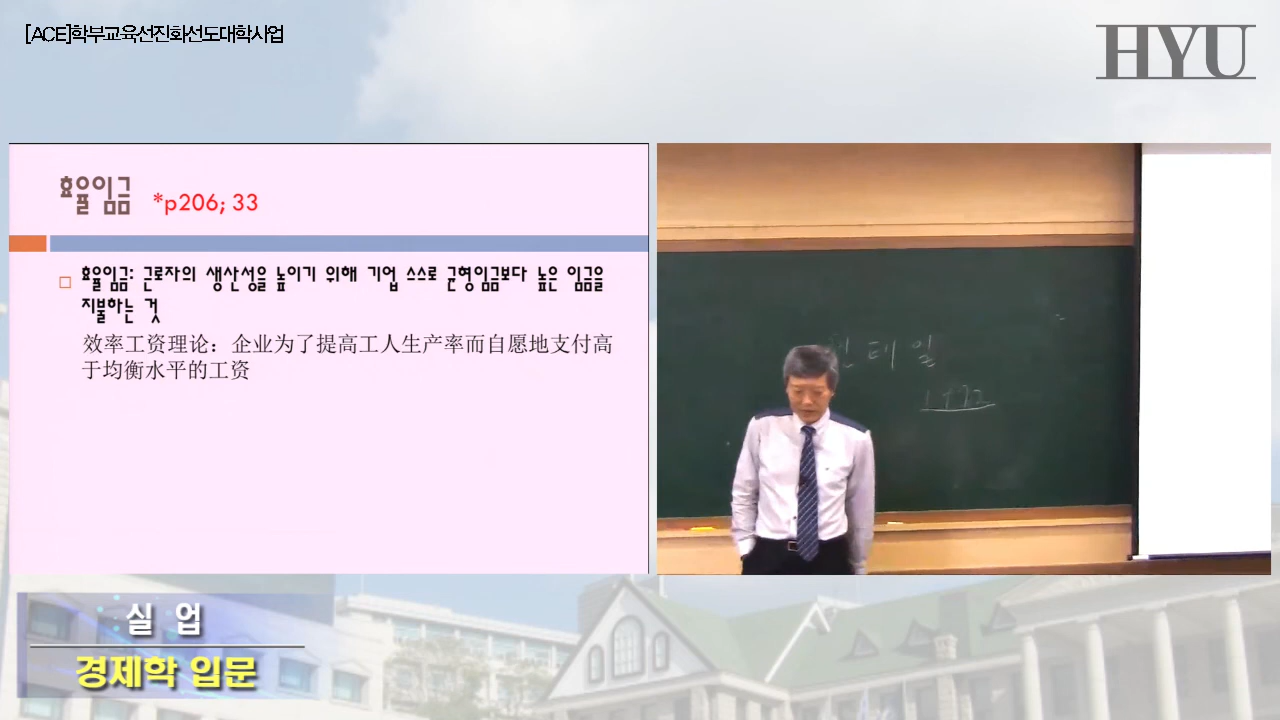 [ACE]학부교육선진화선도대학사업
HYU
효율임금 *p206; 33
효율임금: 근로자의 생산성을 높이기 위해 기업 스스로 균형임금보다 높은 임금을
지불하는 것
效率工资理论：企业为了提高工人生产率而自愿地支付高
于均衡水平的工资
태일
실 업
경제학 입문